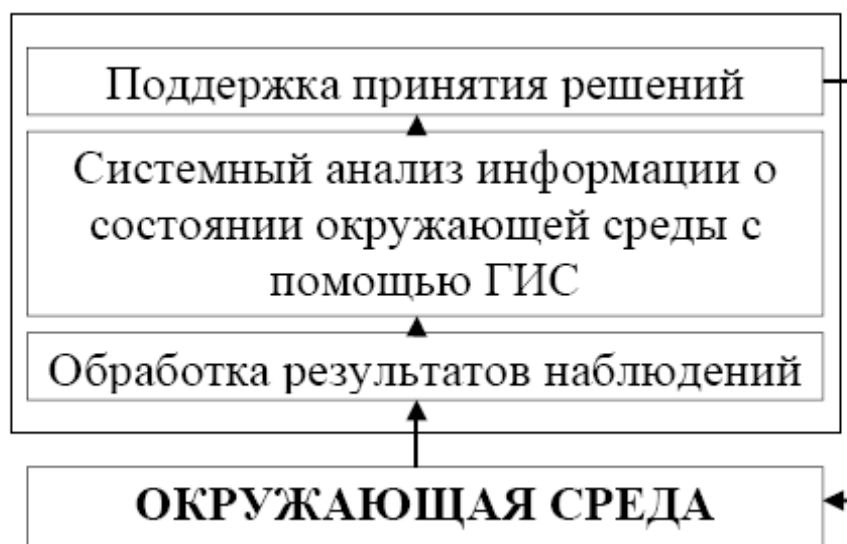 Поддержка принятия решений
Системный анализ информации о
состоянии окружающей среды с
помощью ГИС
Обработка результатов наблюдений
ОКРУЖАЮЩАЯ СРЕДА